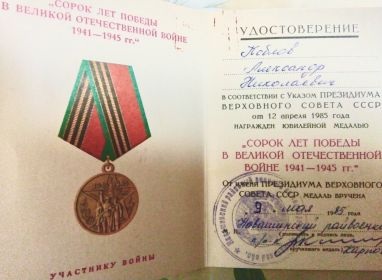 „СОРОК ЛЕТ ПОБЕДЫ
В ВЕЛИКОЙ ОТЕЧЕСТВЕННОЙ ВОЙНЕ
1941—1945 гг.“
УЧАСТНИКУ ВОЙНЫ
УДОСТОВЕРЕНИЕ
Александр
Николаевич
В СООТВЕТСТВИИ С УКАЗОМ ПРЕЗИДИУМА
ВЕРХОВНОГО СОВЕТА СССР
от 12 апреля 1985 года
НАГРАЖДЕН ЮБИЛЕЙНОЙ МЕДАЛЬЮ
„СОРОК ЛЕТ ПОБЕДЫ
В ВЕЛИКОЙ ОТЕЧЕСТВЕННОЙ
ВОЙНЕ 1941—1945 гг.“
От имени ПРЕЗИДИУМА ВЕРХОВНОГО
СОВЕТА СССР МЕДАЛЬ ВРУЧЕНА
9 мая 1985 года